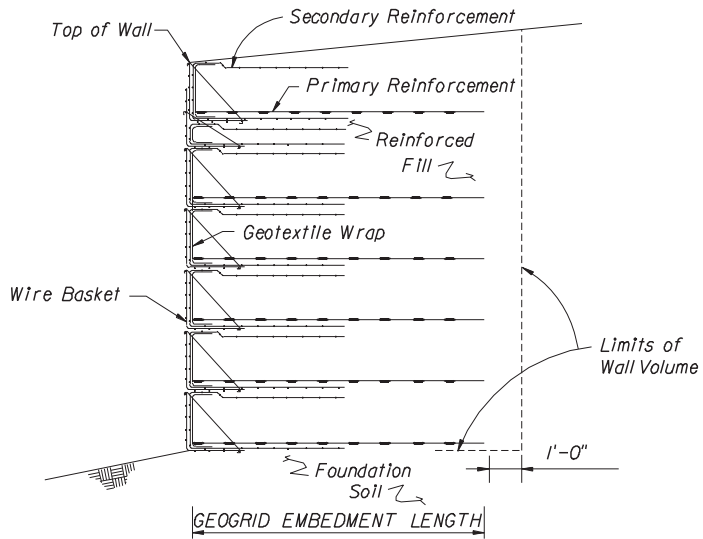 Secondary Reinforcement
Top of Wall
Primary Reinforcement
Reinforced
Fill
Geotextile Wrap
Wire Basket
Limits of
Wall Volume
1'-0"
Foundation
Soil
GEOGRID EMBEDMENT LENGTH